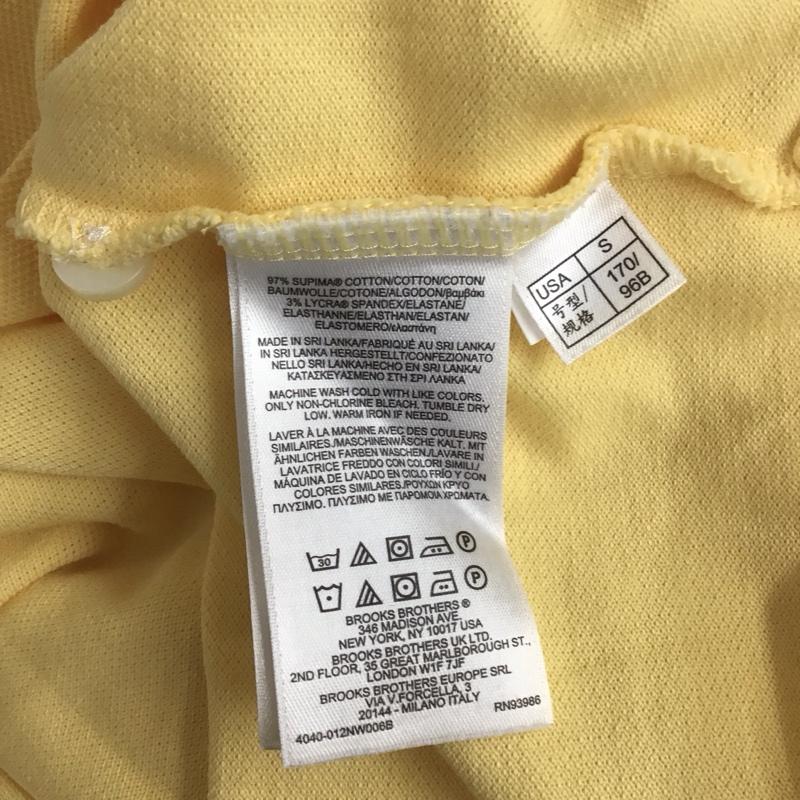 97% SUPIMA® COTTON/COTTON/COTON/
BAUMWOLLE/COTONE/ALGODON/Βαμβάκι
3% LYCRA® SPANDEX/ELASTANE/
ELASTHANNE/ELASTHAN/ELASTAN/
ELASTOMERO/ελαστάνη
MADE IN SRI LANKA/FABRIQUÉ AU SRI LANKA/
IN SRI LANKA HERGESTELLT/CONFEZIONATO
NELLO SRI LANKA/HECHO EN SRI LANKA/
ΚΑΤΑΣΚΕΥΑΣΜΕΝΟ ΣΤΗ ΣΡΙ ΛΑΝΚΑ
MACHINE WASH COLD WITH LIKE COLORS.
ONLY NON-CHLORINE BLEACH. TUMBLE DRY
LOW. WARM IRON IF NEEDED.
LAVER À LA MACHINE AVEC DES COULEURS
SIMILAIRES./MASCHINENWÄSCHE KALT. MIT
ÄHNLICHEN FARBEN WASCHEN./LAVARE IN
LAVATRICE FREDDO CON COLORI SIMILI./
MÁQUINA DE LAVADO EN CICLO FRÍO Y CON
COLORES SIMILARES./ΡΟΥΧΩΝ ΚΡΥΟ
ΠΛΥΣΙΜΟ. ΠΛΥΣΙΜΟ ΜΕ ΠΑΡΟΜΟΙΑ ΧΡΩΜΑΤΑ.
30 P
P
BROOKS BROTHERS ®
346 MADISON AVE.
NEW YORK, NY 10017 USA
BROOKS BROTHERS UK LTD.
2ND FLOOR, 35 GREAT MARLBOROUGH ST.,
LONDON W1F 7JF
BROOKS BROTHERS EUROPE SRL
VIA V.FORCELLA, 3
20144 - MILANO ITALY
4040-012NW006B RN93986
USA S
号型/ 170/
规格 96B